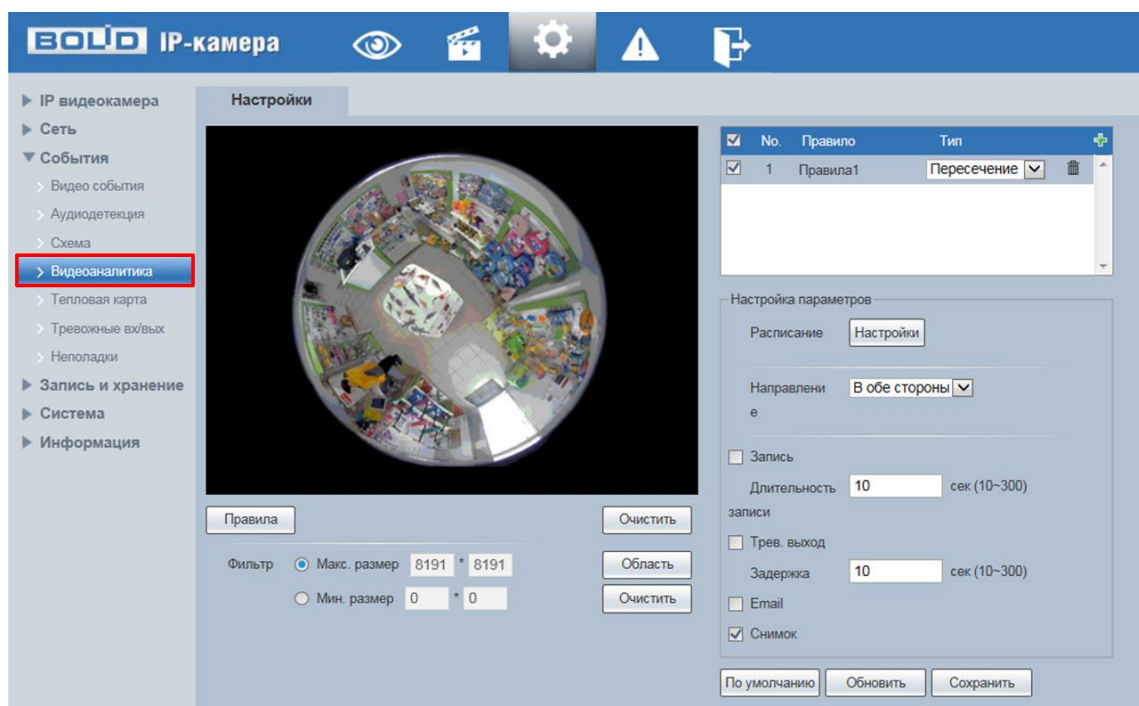 BOLID IP-камера
IP видеокамера
Сеть
События
Видео события
Аудиодетекция
Схема
Видеоаналитика
Тепловая карта
Тревожные вх/вых
Неполадки
Запись и хранение
Система
Информация
Настройки
Правила
Очистить
Фильтр Макс. размер 8191 * 8191 Область
Мин. размер 0 * 0 Очистить
No. Правило Тип
1 Правила1 Пересечение
Настройка параметров
Расписание Настройки
Направлени В обе стороны
е
Запись
Длительность 10 сек (10~300)
записи
Трев. выход
Задержка 10 сек (10~300)
Email
Снимок
По умолчанию Обновить Сохранить